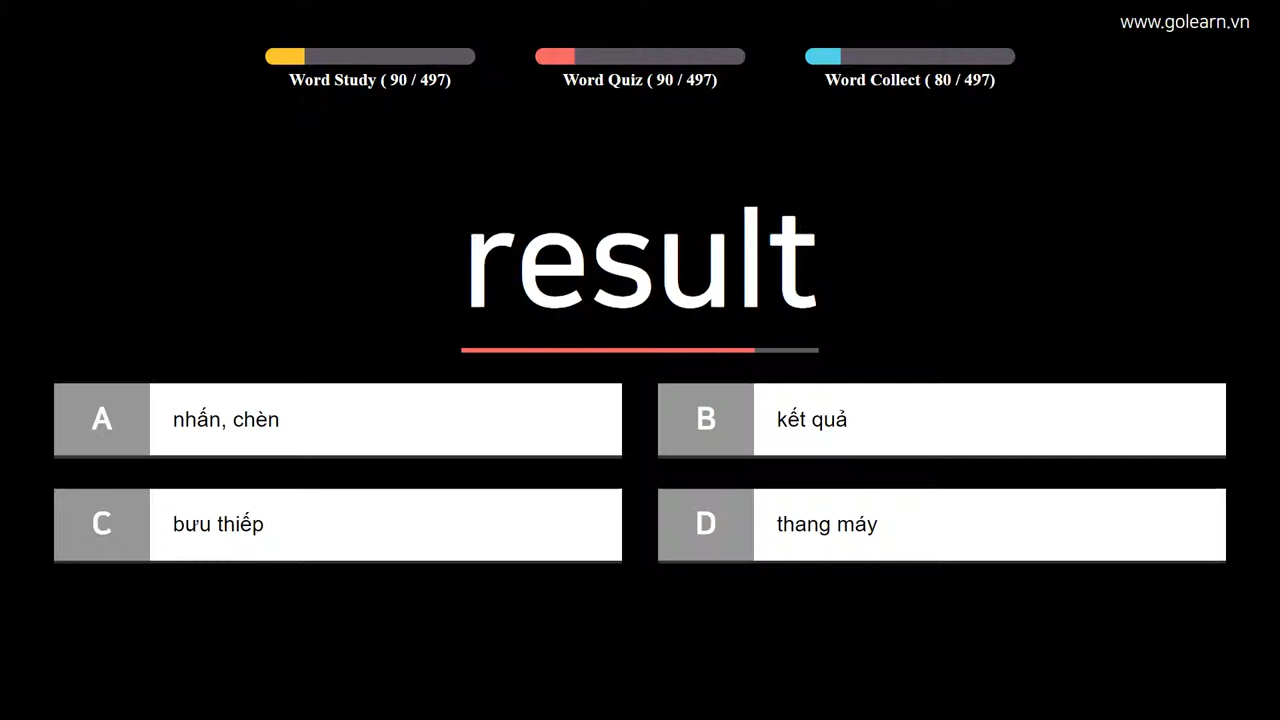 www.golearn.vn
Word Study ( 90 / 497)
Word Quiz ( 90 / 497)
Word Collect ( 80 / 497)
result
A nhấn, chèn
B kết quả
C bưu thiếp
D thang máy